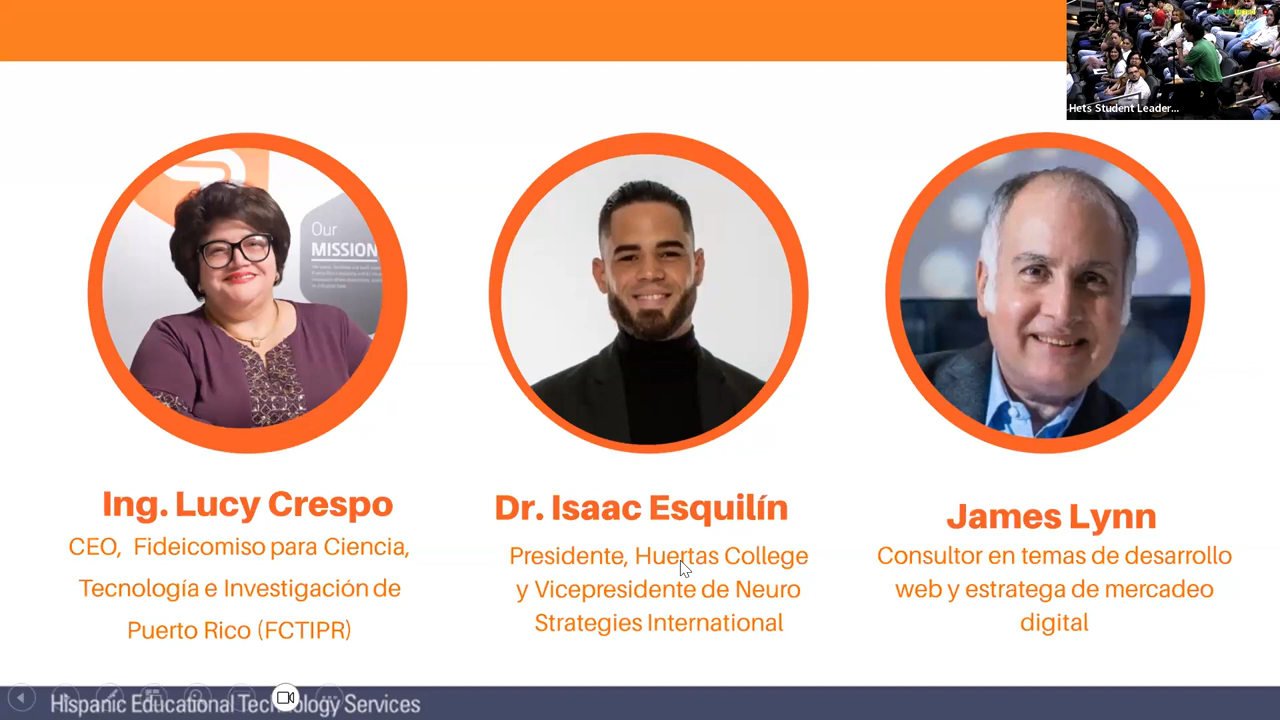 Hets Student Leader...
Our
MISSION
Ing. Lucy Crespo
CEO, Fideicomiso para Ciencia,
Tecnología e Investigación de
Puerto Rico (FCTIPR)
Dr. Isaac Esquilín
Presidente, Huertas College
y Vicepresidente de Neuro
Strategies International
James Lynn
Consultor en temas de desarrollo
web y estratega de mercadeo
digital
Hispanic Educational Technology Services